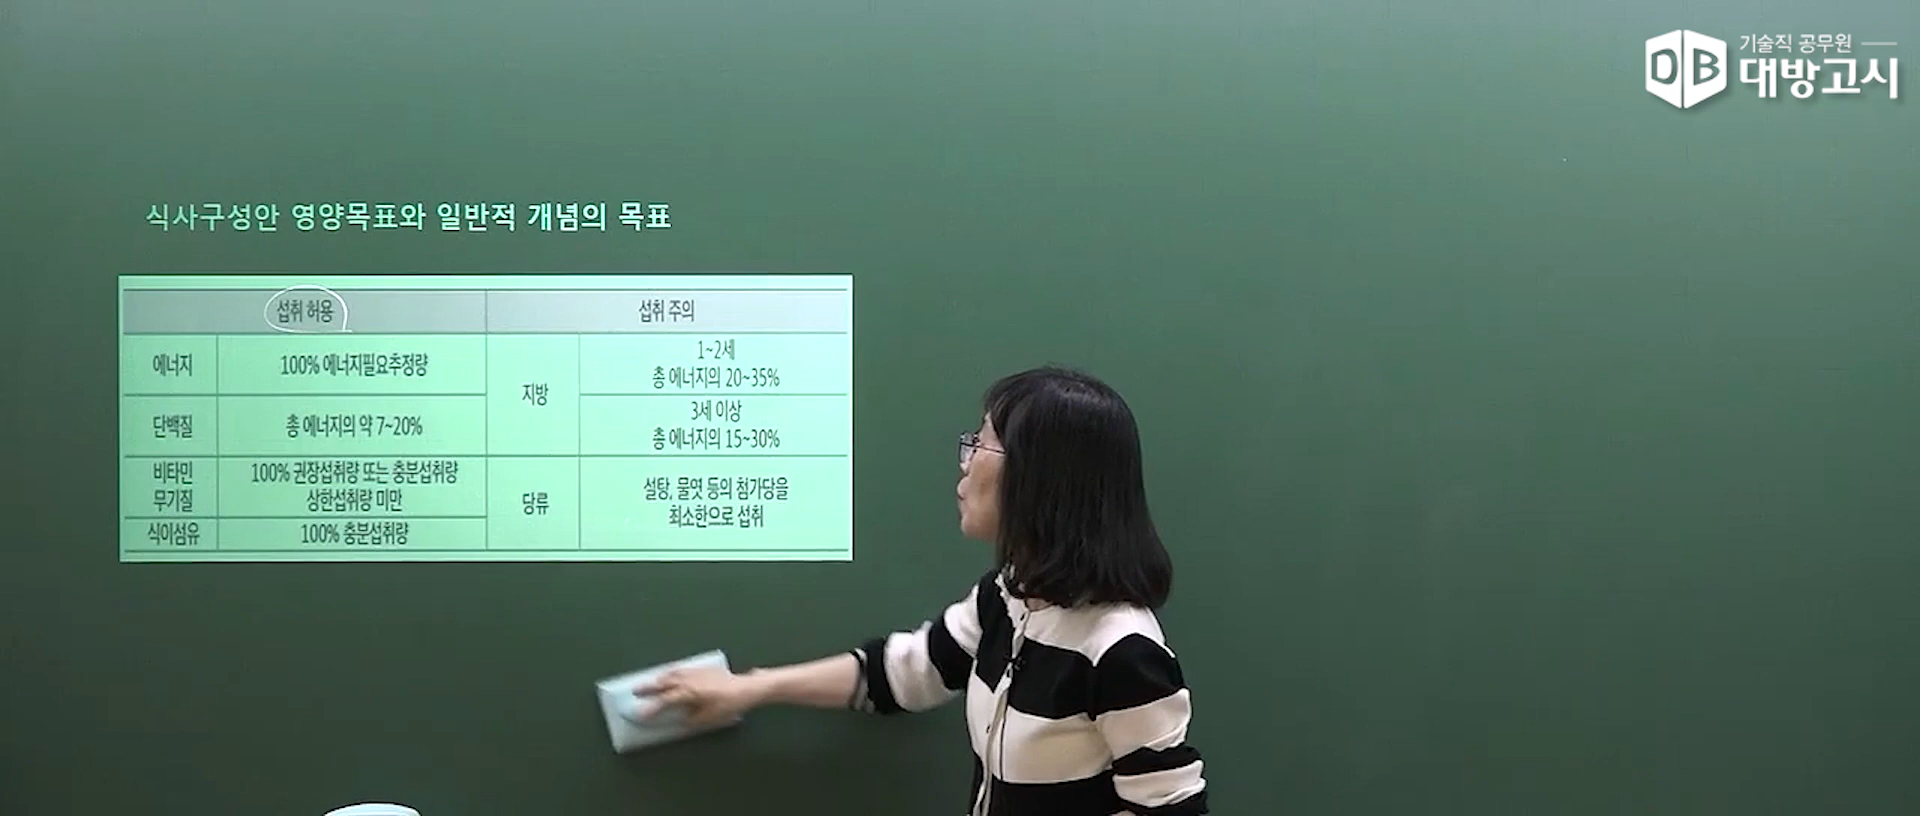 기술직 공무원
DB 대방고시
식사구성안 영양목표와 일반적 개념의 목표
섭취 허용
섭취 주의
에너지
100% 에너지필요추정량
지방
1~2세
총 에너지의 20~35%
단백질
총 에너지의 약 7~20%
3세 이상
총 에너지의 15~30%
비타민
무기질
100% 권장섭취량 또는 충분섭취량
상한섭취량 미만
당류
설탕, 물엿 등의 첨가당을
최소한으로 섭취
식이섬유
100% 충분섭취량